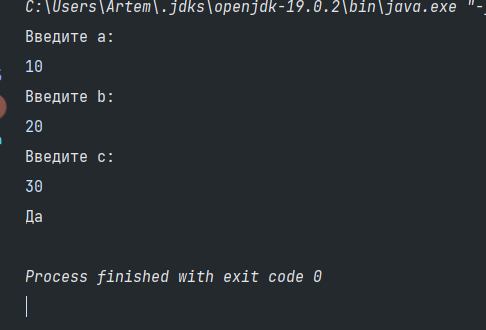 C:\Users\Artem\.jdks\openjdk-19.0.2\bin\java.exe "-j
Введите a:
10
Введите b:
20
Введите c:
30
Да
Process finished with exit code 0